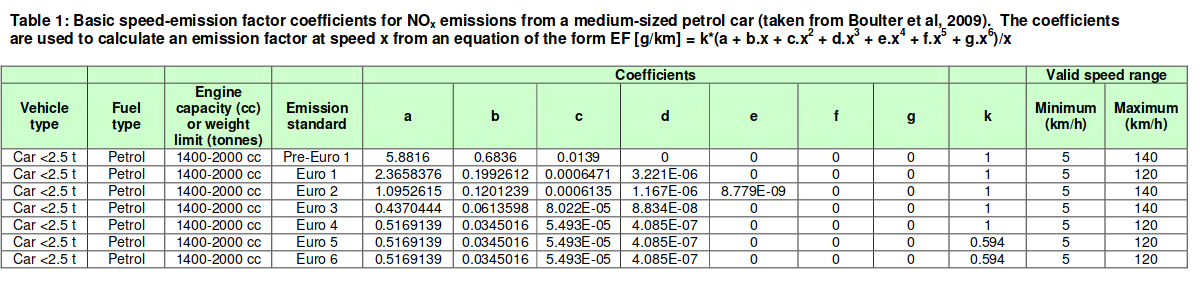 Table 1: Basic speed-emission factor coefficients for NOx emissions from a medium-sized petrol car (taken from Boulter et al, 2009). The coefficients
are used to calculate an emission factor at speed x from an equation of the form EF [g/km] = k*(a + b.x + c.x² + d.x³ + e.x⁴ + f.x⁵ + g.x⁶)/x
Coefficients Valid speed range
Vehicle type Fuel type Engine capacity (cc) or weight limit (tonnes) Emission standard a b c d e f g k Minimum (km/h) Maximum (km/h)
Car <2.5 t Petrol 1400-2000 cc Pre-Euro 1 5.8816 0.6836 0.0139 0 0 0 0 1 5 140
Car <2.5 t Petrol 1400-2000 cc Euro 1 2.3658376 0.1992612 0.0006471 3.221E-06 0 0 0 1 5 120
Car <2.5 t Petrol 1400-2000 cc Euro 2 1.0952615 0.1201239 0.0006135 1.167E-06 8.779E-09 0 0 1 5 140
Car <2.5 t Petrol 1400-2000 cc Euro 3 0.4370444 0.0613598 8.022E-05 8.834E-08 0 0 0 1 5 140
Car <2.5 t Petrol 1400-2000 cc Euro 4 0.5169139 0.0345016 5.493E-05 4.085E-07 0 0 0 1 5 120
Car <2.5 t Petrol 1400-2000 cc Euro 5 0.5169139 0.0345016 5.493E-05 4.085E-07 0 0 0 0.594 5 120
Car <2.5 t Petrol 1400-2000 cc Euro 6 0.5169139 0.0345016 5.493E-05 4.085E-07 0 0 0 0.594 5 120